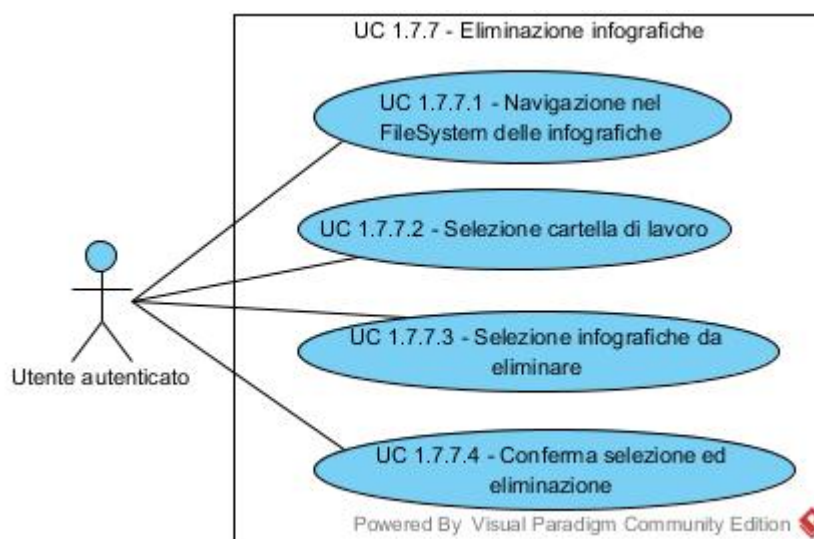 UC 1.7.7 - Eliminazione infografiche
UC 1.7.7.1 - Navigazione nel
FileSystem delle infografiche
UC 1.7.7.2 - Selezione cartella di lavoro
UC 1.7.7.3 - Selezione infografiche da
eliminare
Utente autenticato
UC 1.7.7.4 - Conferma selezione ed
eliminazione
Powered By Visual Paradigm Community Edition